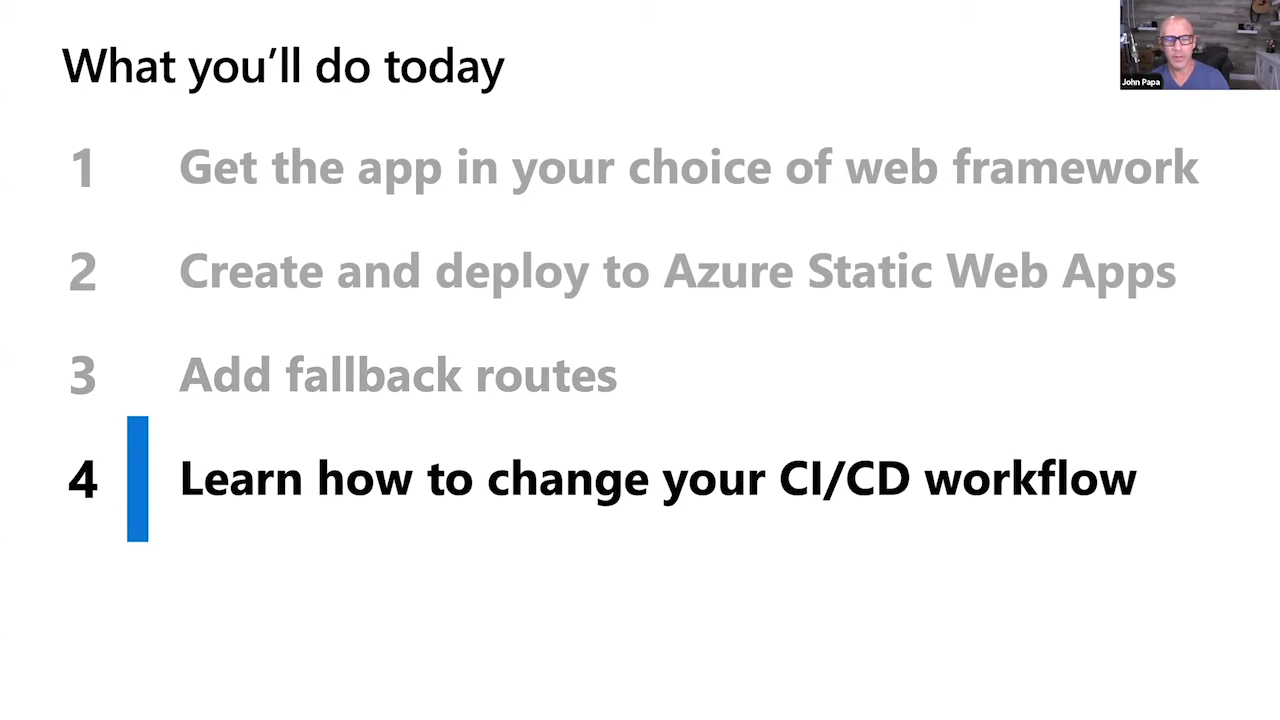 What you’ll do today
John Papa
1 Get the app in your choice of web framework
2 Create and deploy to Azure Static Web Apps
3 Add fallback routes
4 Learn how to change your CI/CD workflow